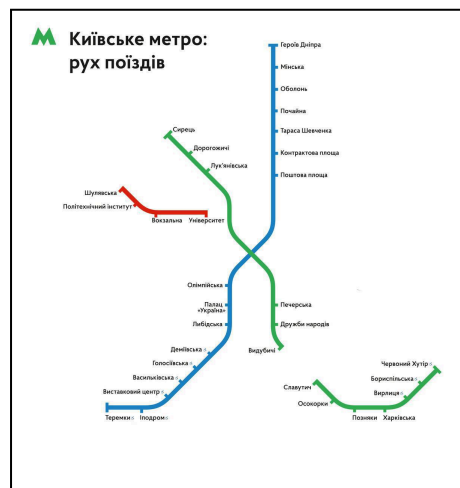 Київське метро:
рух поїздів
Героїв Дніпра
Мінська
Оболонь
Почайна
Тараса Шевченка
Контрактова площа
Поштова площа
Сирець
Дорогожичі
Лук'янівська
Шулявська
Політехнічний інститут
Вокзальна
Університет
Олімпійська
Палац
«Україна»
Либідська
Печерська
Дружби народів
Видубичі
Деміївська
Голосіївська
Васильківська
Виставковий центр
Теремки
Іподром
Славутич
Осокорки
Позняки
Харківська
Вирлиця
Бориспільська
Червоний Хутір